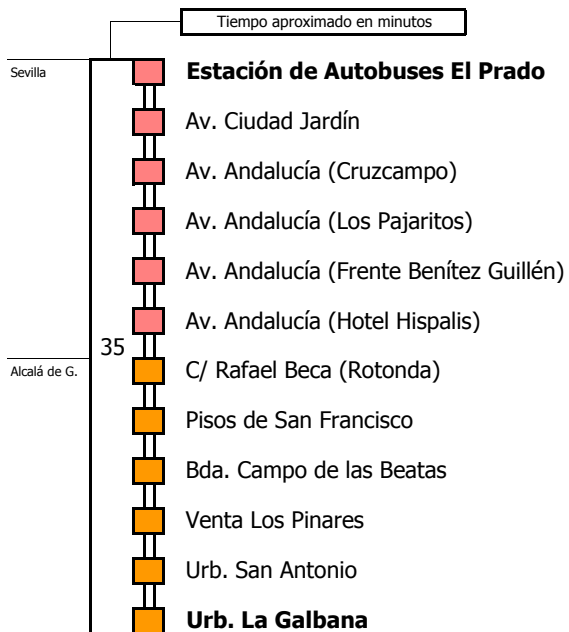 Tiempo aproximado en minutos
Sevilla
Estación de Autobuses El Prado
Av. Ciudad Jardín
Av. Andalucía (Cruzcampo)
Av. Andalucía (Los Pajaritos)
Av. Andalucía (Frente Benítez Guillén)
Av. Andalucía (Hotel Hispalis)
35
Alcalá de G.
C/ Rafael Beca (Rotonda)
Pisos de San Francisco
Bda. Campo de las Beatas
Venta Los Pinares
Urb. San Antonio
Urb. La Galbana